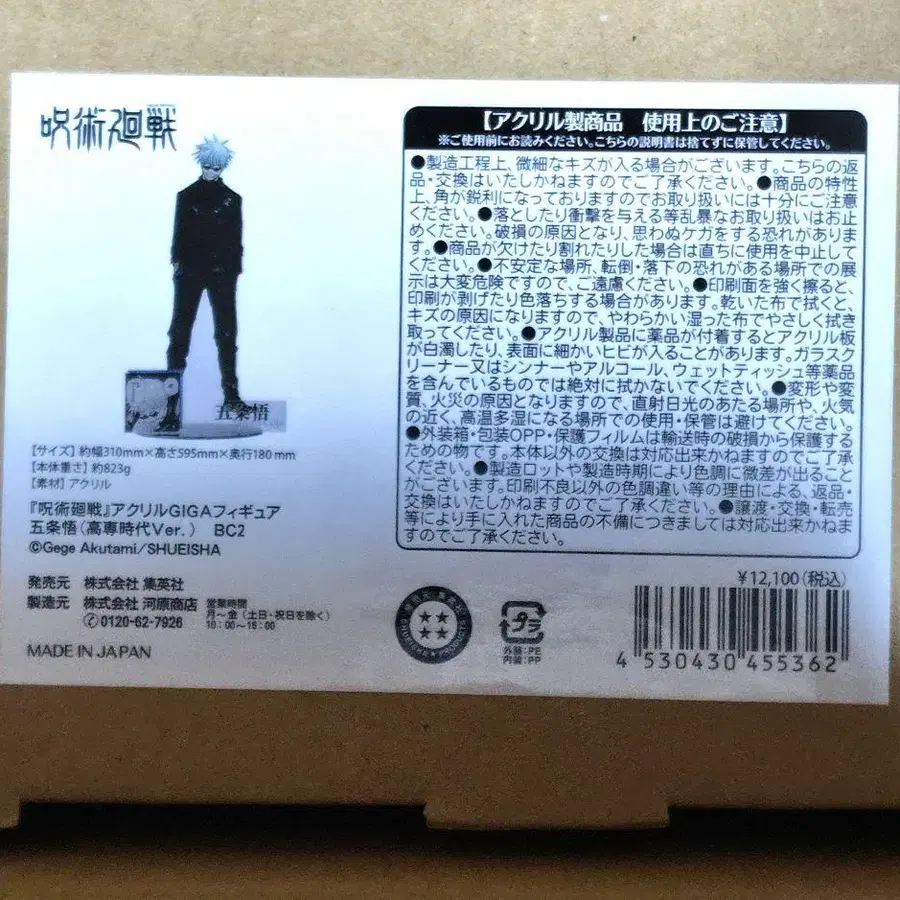 呪術廻戦
五条悟
【サイズ】約幅310mm×高さ595mm×奥行180mm
【本体重さ】約823g
【素材】アクリル
『呪術廻戦』アクリルGIGAフィギュア
五条悟(高専時代Ver.) BC2
©Gege Akutami/SHUEISHA
発売元 株式会社 集英社
製造元 株式会社 河原商店
0120-62-7926
営業時間
月～金(土日・祝日を除く)
10:00～16:00
MADE IN JAPAN
【アクリル製商品 使用上のご注意】
※ご使用前にお読みください。こちらの説明書は捨てずに保管してください。
●製造工程上、微細なキズが入る場合がございます。こちらの返
品・交換はいたしかねますのでご了承ください。●商品の特性
上、角が鋭利になっておりますのでお取り扱いには十分にご注意
ください。●落としたり衝撃を与える等乱暴なお取り扱いはお止
めください。破損の原因となり、思わぬケガをする恐れがありま
す。●商品が欠けたり割れたりした場合は直ちに使用を中止して
ください。●不安定な場所、転倒・落下の恐れがある場所での展
示は大変危険ですので、ご遠慮ください。●印刷面を強く擦ると、
印刷が剥げたり色落ちする場合があります。乾いた布で拭くと、
キズの原因になりますので、やわらかい湿った布でやさしく拭き
取ってください。●アクリル製品に薬品が付着するとアクリル板
が白濁したり、表面に細かいヒビが入ることがあります。ガラスク
リーナー又はシンナーやアルコール、ウェットティッシュ等薬品
を含んでいるものでは絶対に拭かないでください。●変形や変
質、火災の原因となりますので、直射日光のあたる場所や、火気
の近く、高温多湿になる場所での使用・保管は避けてください。
●外装箱・包装OPP・保護フィルムは輸送時の破損から保護する
ための物です。本体以外の交換は対応出来かねますのでご了承
ください。●製造ロットや製造時期により色調に微差が出ること
がございます。印刷不良以外の色調違い等の理由による、返品・
交換はいたしかねますのでご了承ください。●譲渡・交換・転売
等により手に入れた商品の不備につきましては対応出来かねま
すのでご了承ください。
¥12,100(税込)
プラ
外装:PE
内装:PP
4 530430 455362